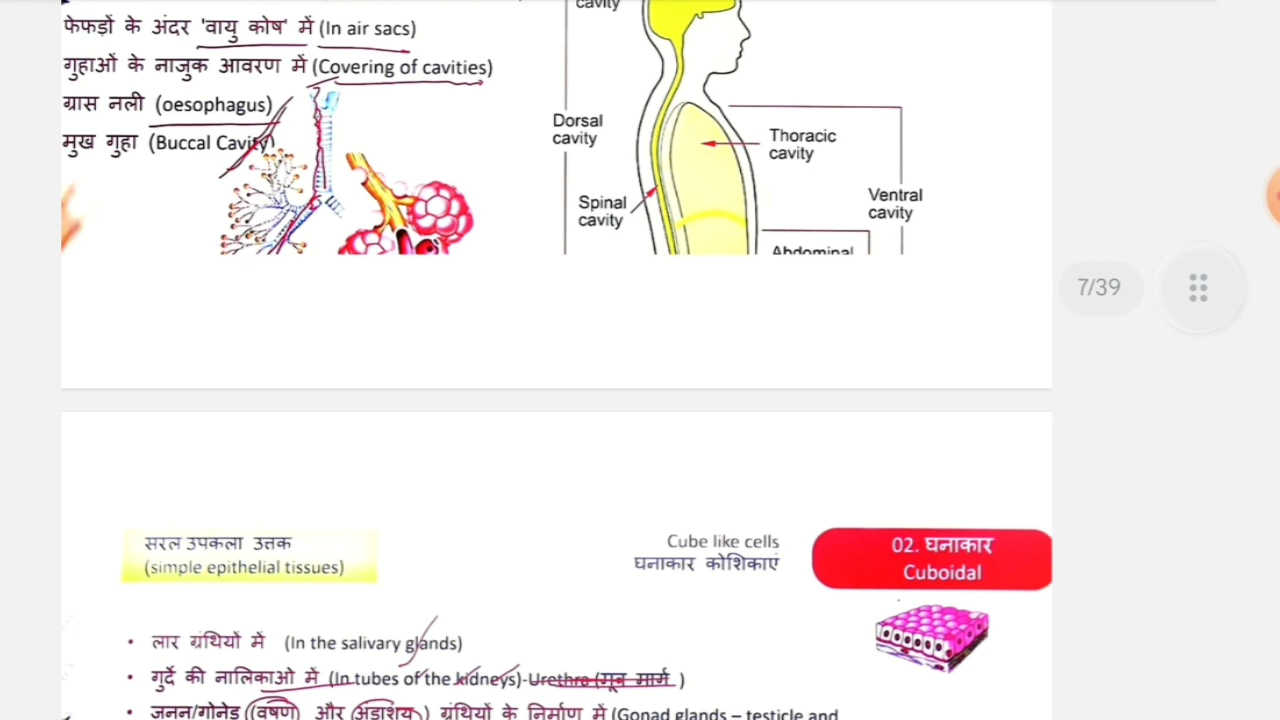 cavity
फेफड़ों के अंदर 'वायु कोष' में (In air sacs)
गुहाओं के नाजुक आवरण में (Covering of cavities)
ग्रास नली (oesophagus)
मुख गुहा (Buccal Cavity)
Dorsal
cavity
Thoracic
cavity
Spinal
cavity
Ventral
cavity
Abdominal
7/39
सरल उपकला उत्तक
(simple epithelial tissues)
Cube like cells
घनाकार कोशिकाएं
02. घनाकार
Cuboidal
• लार ग्रंथियों में (In the salivary glands)
• गुर्दे की नालिकाओ में (In tubes of the kidneys)-Urethra (मूत्र मार्ग )
• जनन/गोनेड (वृषण) और (अंडाशय ) ग्रंथियों के निर्माण में (Gonad glands – testicle and